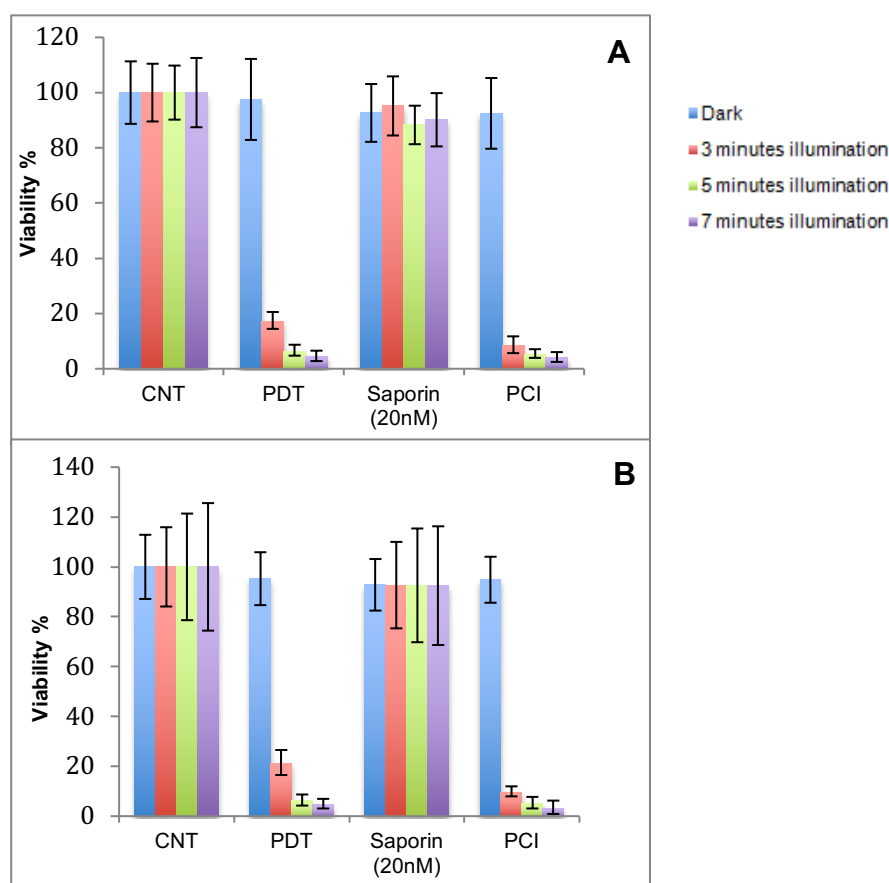 A
Viability %
120
100
80
60
40
20
0
CNT
PDT
Saporin
(20nM)
PCI
Dark
3 minutes illumination
5 minutes illumination
7 minutes illumination
B
Viability %
140
120
100
80
60
40
20
0
CNT
PDT
Saporin
(20nM)
PCI